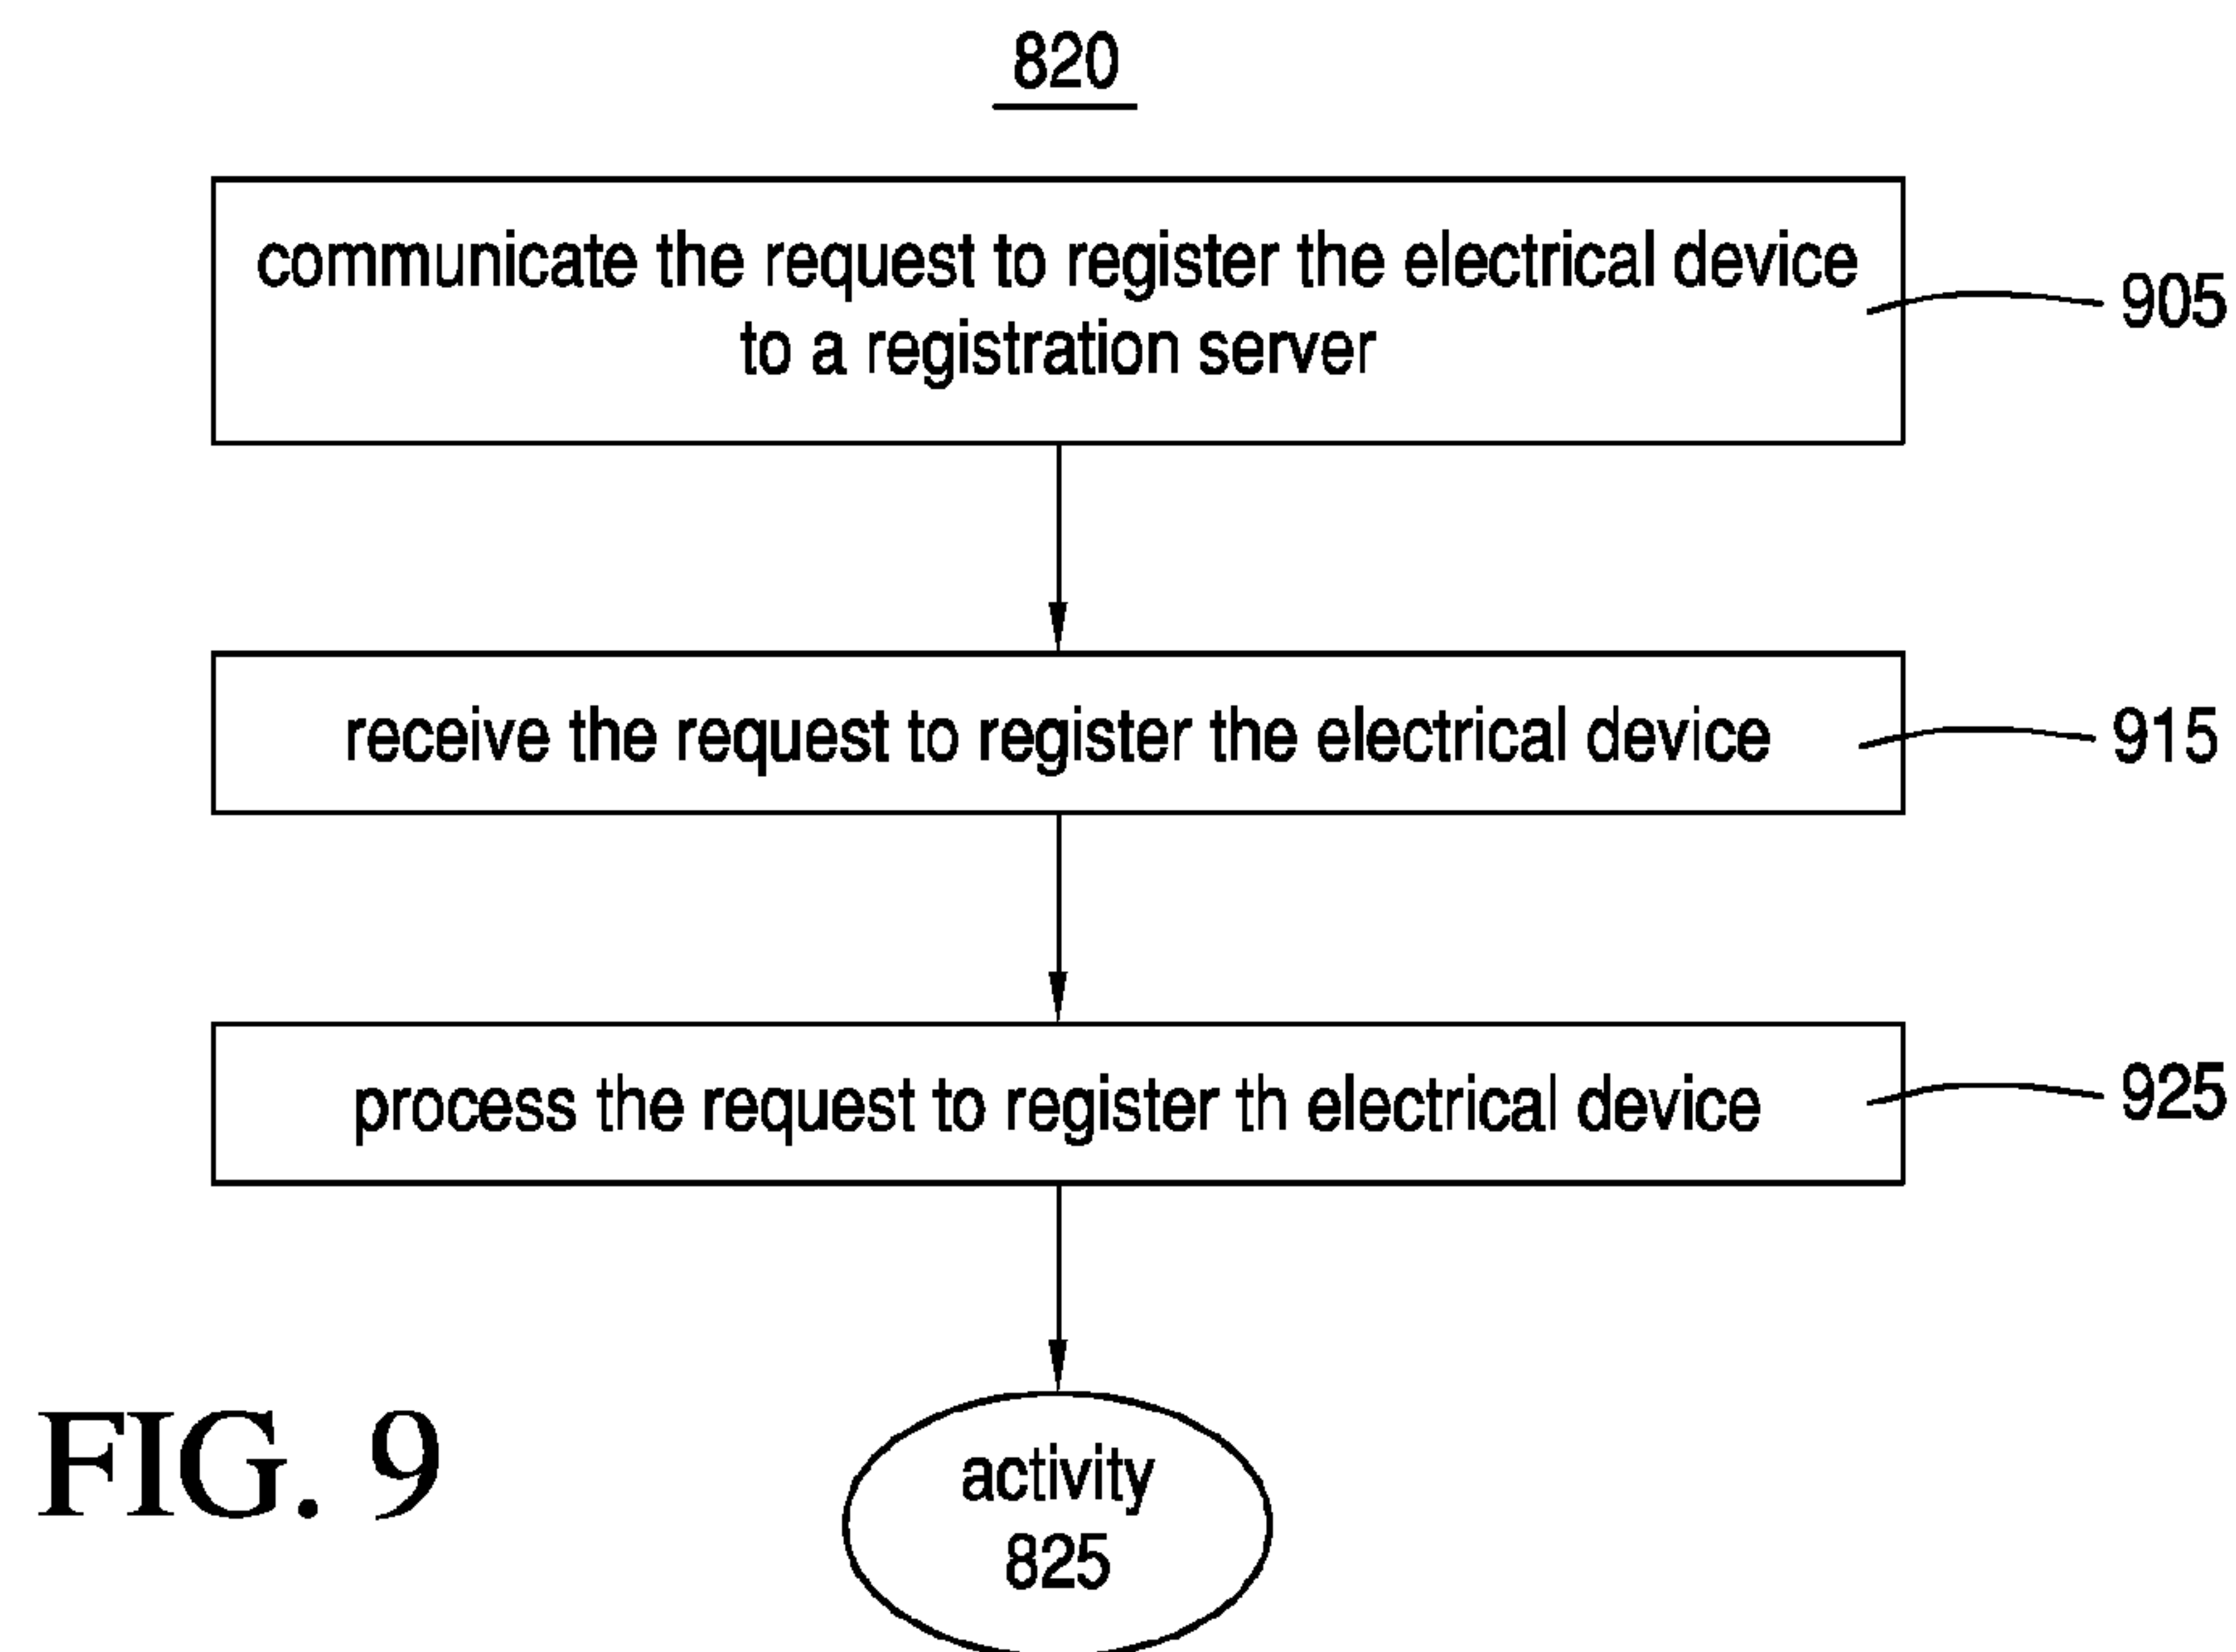 820
communicate the request to register the electrical device
to a registration server
905
receive the request to register the electrical device
915
process the request to register th electrical device
925
activity
825
FIG. 9